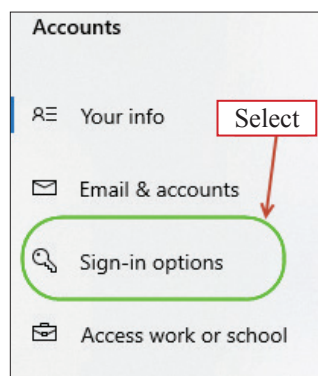 Accounts
Your info
Select
Email & accounts
Sign-in options
Access work or school